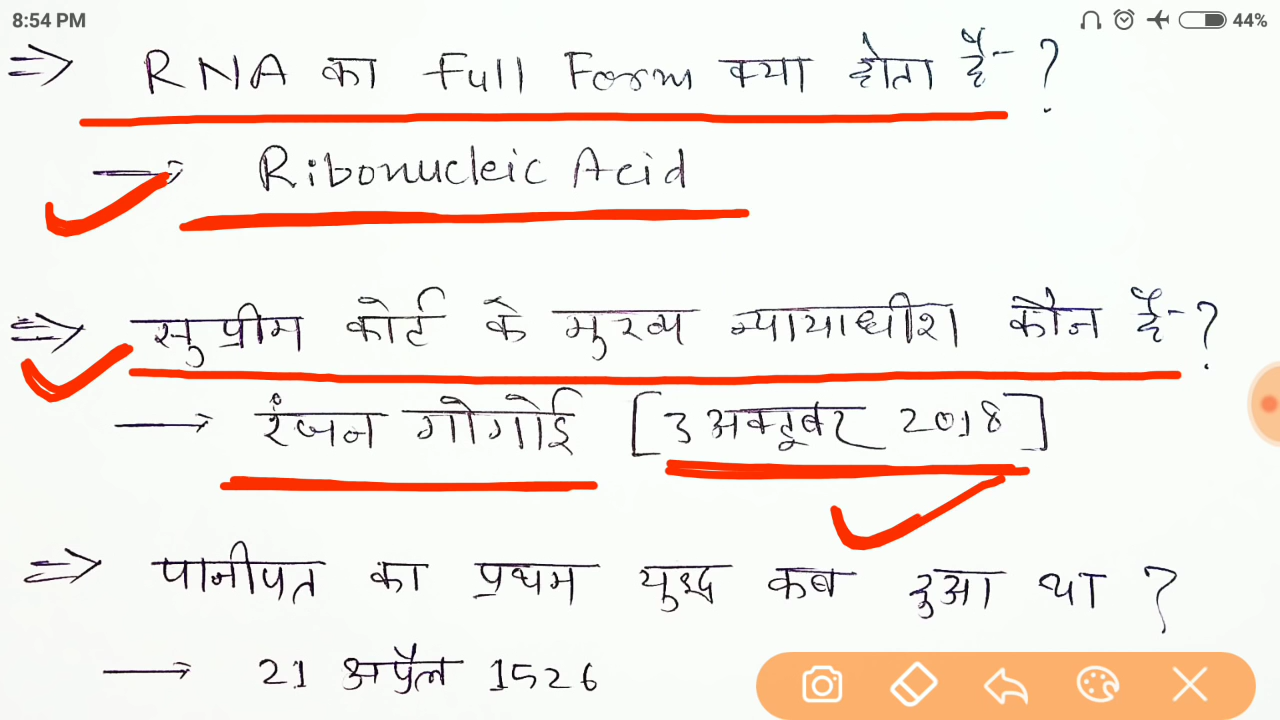 8:54 PM 44%
⇒ RNA का Full Form क्या होता है- ?
→ Ribonucleic Acid
⇒ सुप्रीम कोर्ट के मुख्य न्यायाधीश कौन है- ?
→ रंजन गोगोई [3 अक्टूबर 2018]
⇒ पानीपत का प्रथम युद्ध कब हुआ था ?
→ 21 अप्रैल 1526